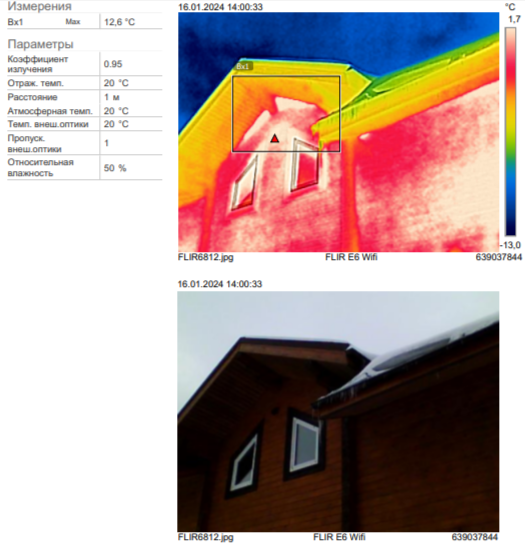 Измерения
Bx1 Max 12,6 °C
Параметры
Коэффициент излучения 0.95
Отраж. темп. 20 °C
Расстояние 1 м
Атмосферная темп. 20 °C
Темп. внеш.оптики 20 °C
Пропуск. внеш.оптики 1
Относительная влажность 50 %
16.01.2024 14:00:33
°C
1,7
Bx1
-13,0
FLIR6812.jpg FLIR E6 Wifi 639037844
16.01.2024 14:00:33
FLIR6812.jpg FLIR E6 Wifi 639037844